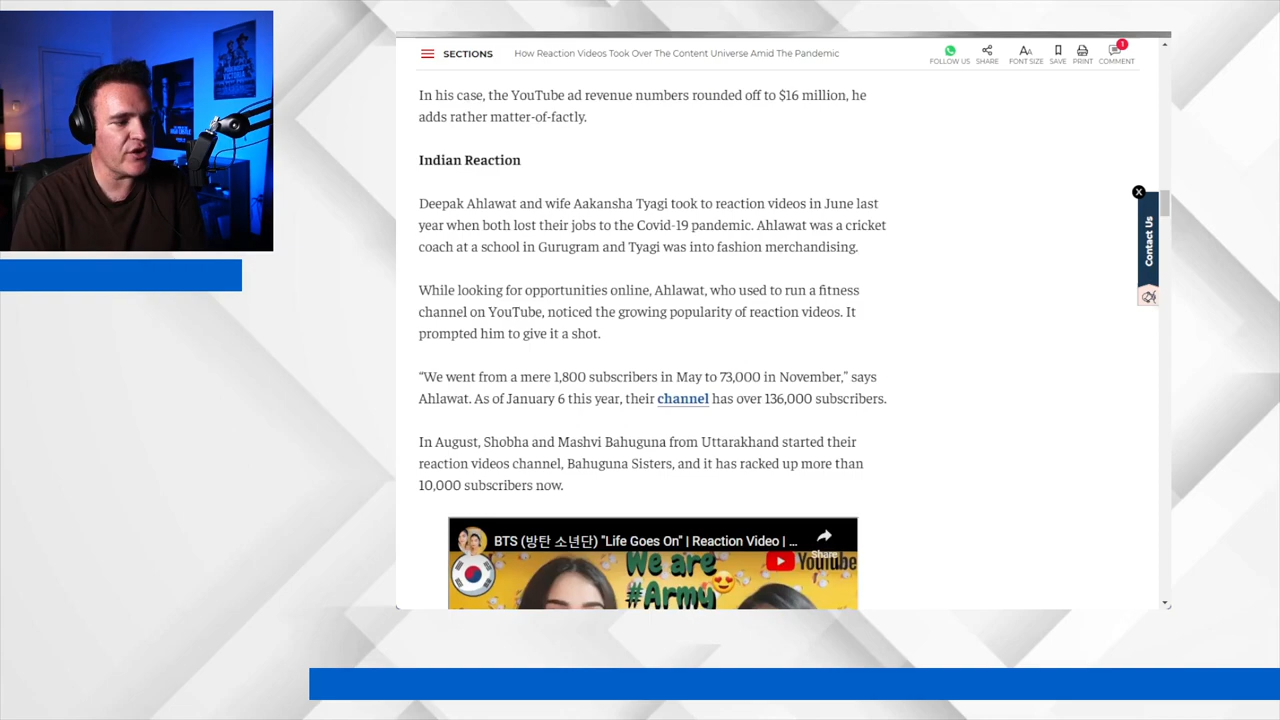 SECTIONS How Reaction Videos Took Over The Content Universe Amid The Pandemic
FOLLOW US SHARE FONT SIZE SAVE PRINT COMMENT
1
In his case, the YouTube ad revenue numbers rounded off to $16 million, he
adds rather matter-of-factly.
Indian Reaction
Deepak Ahlawat and wife Aakansha Tyagi took to reaction videos in June last
year when both lost their jobs to the Covid-19 pandemic. Ahlawat was a cricket
coach at a school in Gurugram and Tyagi was into fashion merchandising.
While looking for opportunities online, Ahlawat, who used to run a fitness
channel on YouTube, noticed the growing popularity of reaction videos. It
prompted him to give it a shot.
“We went from a mere 1,800 subscribers in May to 73,000 in November,” says
Ahlawat. As of January 6 this year, their channel has over 136,000 subscribers.
In August, Shobha and Mashvi Bahuguna from Uttarakhand started their
reaction videos channel, Bahuguna Sisters, and it has racked up more than
10,000 subscribers now.
BTS (방탄 소년단) "Life Goes On" | Reaction Video | ...
Share
We are
#Army
YouTube
Contact Us
X